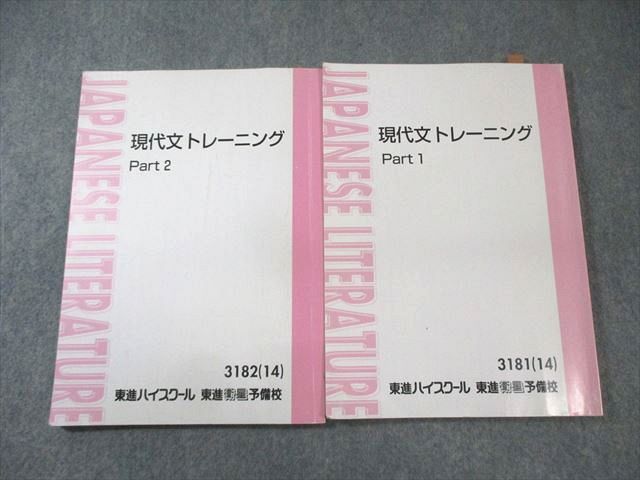 JAPANESE LITERATURE
現代文トレーニング
Part 2
3182(14)
東進ハイスクール 東進衛星予備校
JAPANESE LITERATURE
現代文トレーニング
Part 1
3181(14)
東進ハイスクール 東進衛星予備校